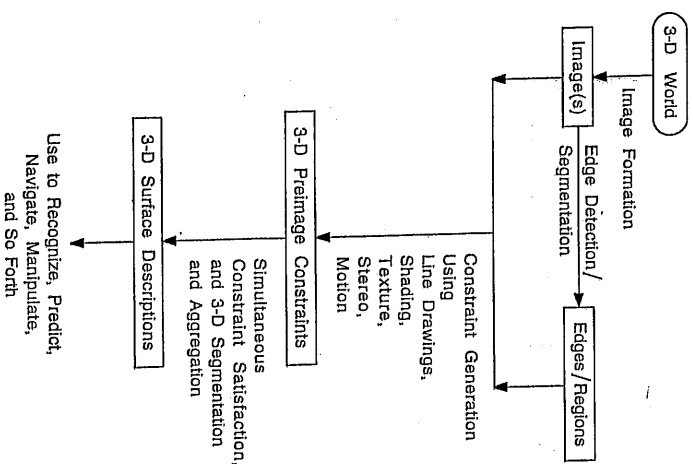 3-D World
Image Formation
Image(s)
Edge Detection/
Segmentation
Edges/Regions
Constraint Generation
Using
Line Drawings,
Shading,
Texture,
Stereo,
Motion
3-D Preimage Constraints
Simultaneous
Constraint Satisfaction,
and 3-D Segmentation
and Aggregation
3-D Surface Descriptions
Use to Recognize, Predict,
Navigate, Manipulate,
and So Forth